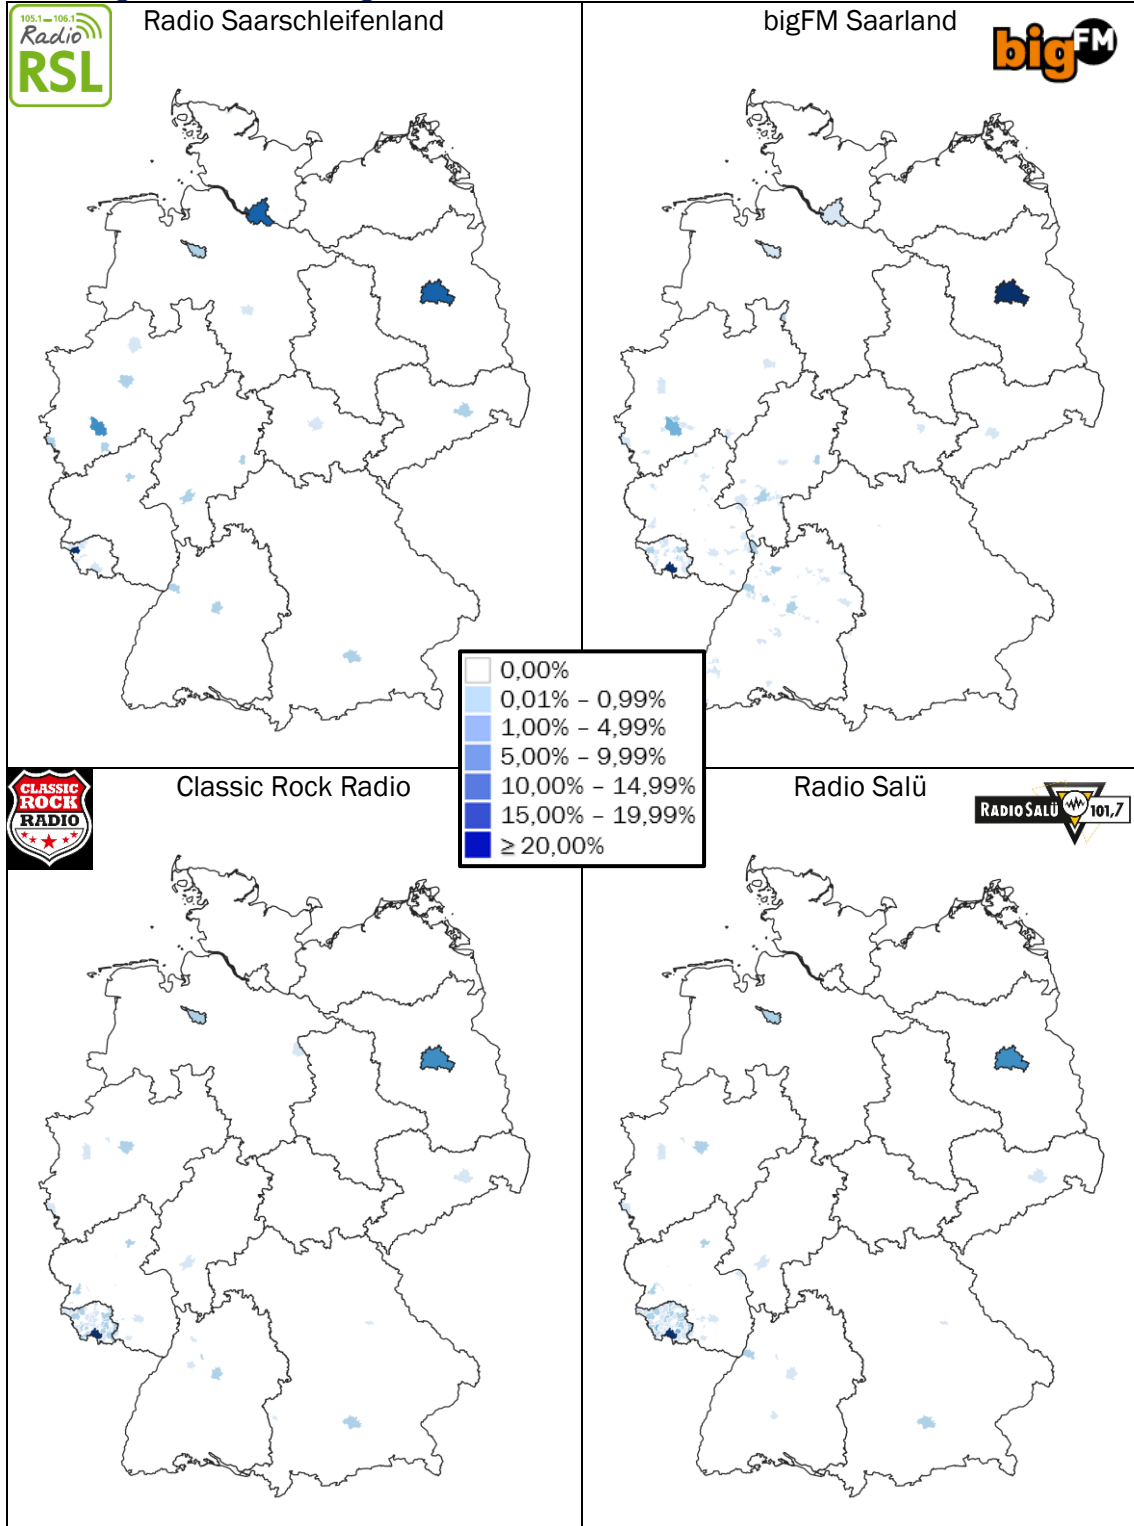 Radio Saarschleifenland
105.1–106.1
Radio
RSL
bigFM Saarland
bigFM
0,00%
0,01% – 0,99%
1,00% – 4,99%
5,00% – 9,99%
10,00% – 14,99%
15,00% – 19,99%
≥ 20,00%
Classic Rock Radio
CLASSIC
ROCK
RADIO
Radio Salü
RADIO SALÜ 101,7